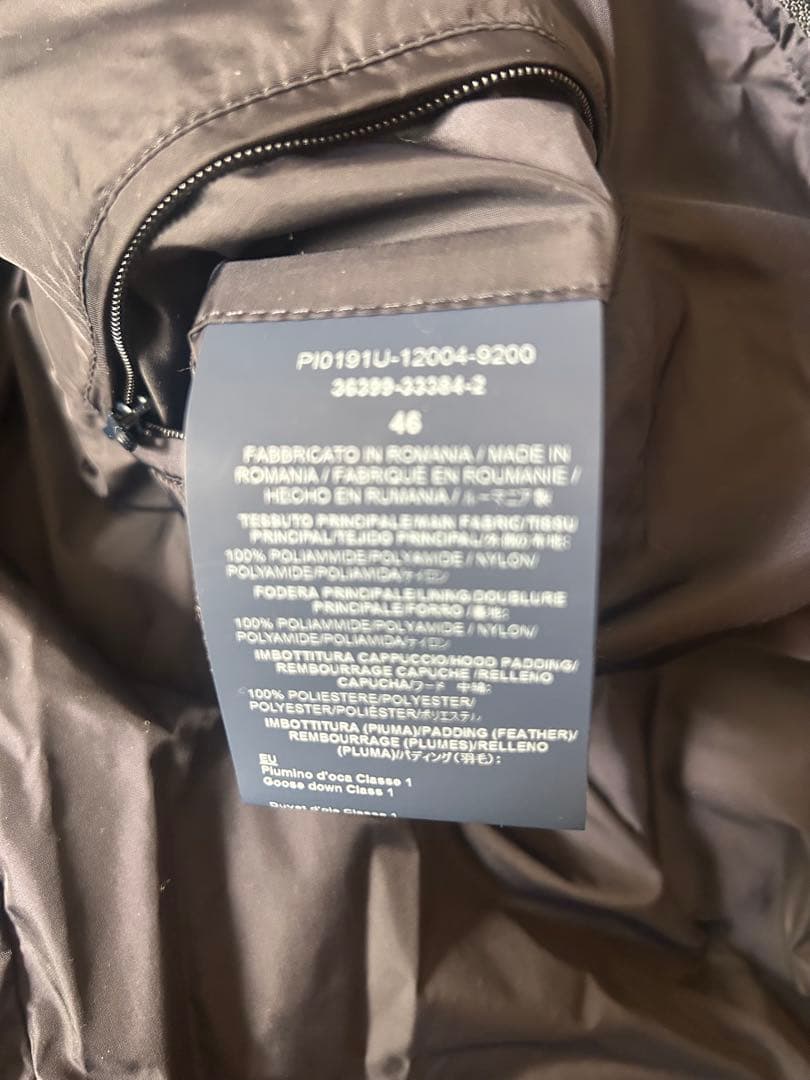 PI0191U-12004-9200
36399-33384-2
46
FABBRICATO IN ROMANIA / MADE IN
ROMANIA / FABRIQUÉ EN ROUMANIE /
HECHO EN RUMANIA / ルーマニア製
TESSUTO PRINCIPALE/MAIN FABRIC/TISSU
PRINCIPAL/TEJIDO PRINCIPAL/
100% POLIAMMIDE/POLYAMIDE / NYLON/
POLYAMIDE/POLIAMIDA/ナイロン
FODERA PRINCIPALE/LINING/DOUBLURE
PRINCIPALE/FORRO /裏地:
100% POLIAMMIDE/POLYAMIDE / NYLON/
POLYAMIDE/POLIAMIDA/ナイロン
IMBOTTITURA CAPPUCCIO/HOOD PADDING/
REMBOURRAGE CAPUCHE /RELLENO
CAPUCHA/フード 中綿:
100% POLIESTERE/POLYESTER/
POLYESTER/POLIÉSTER/ポリエステル
IMBOTTITURA (PIUMA)/PADDING (FEATHER)/
REMBOURRAGE (PLUMES)/RELLENO
(PLUMA)/パディング(羽毛):
EU
Piumino d'oca Classe 1
Goose down Class 1
Duvet d'oie Classe 1